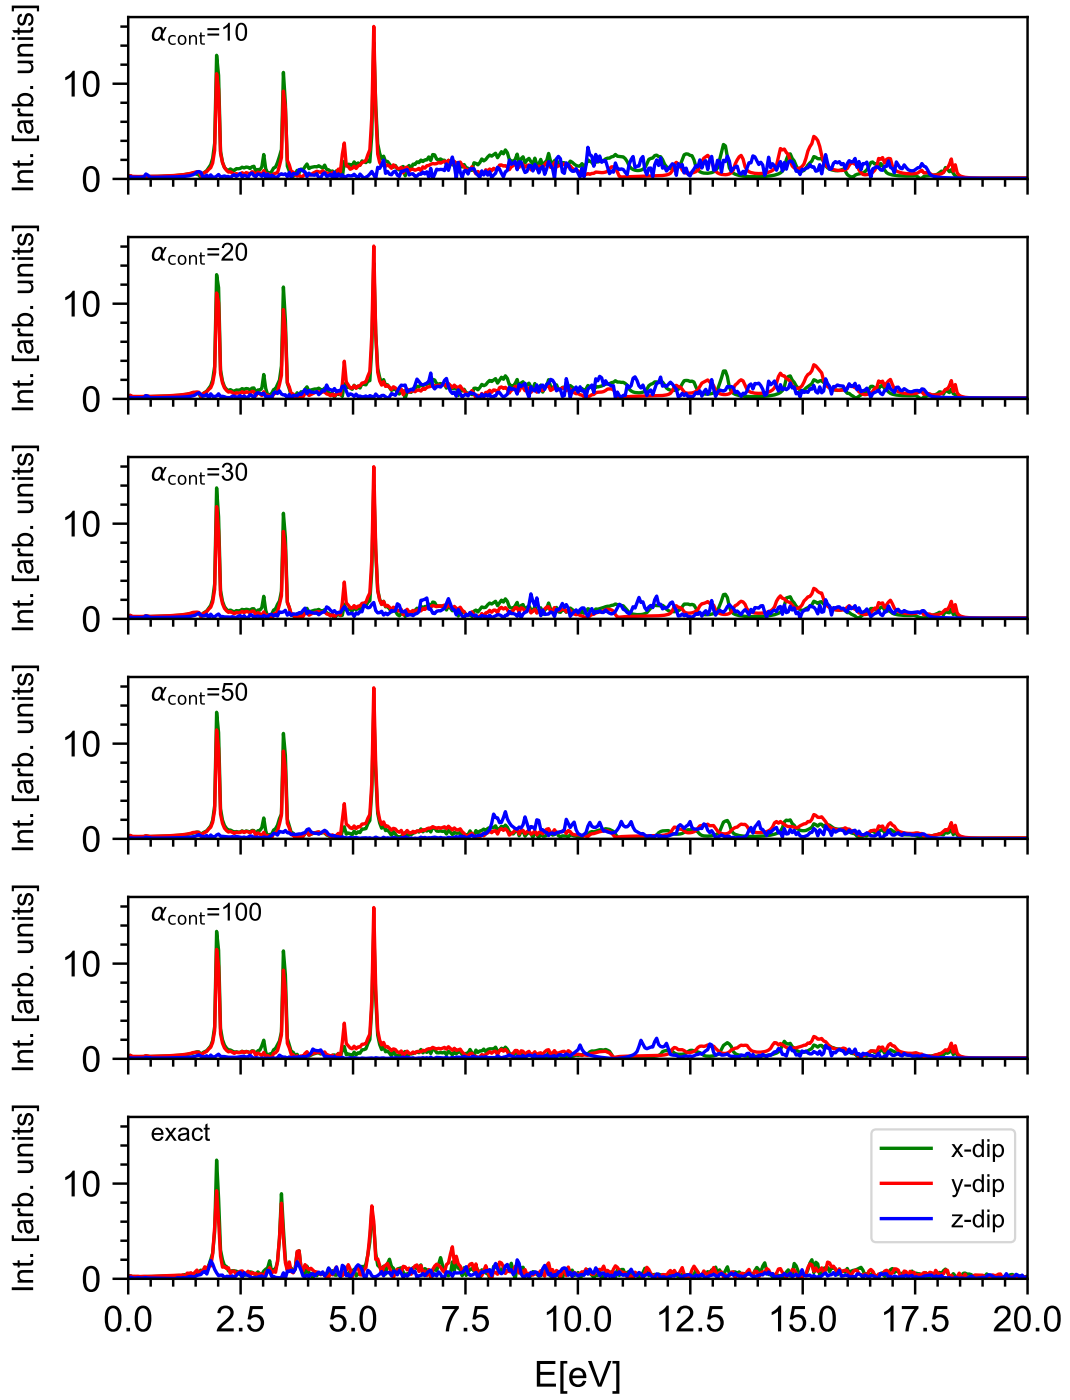 α_cont=10
Int. [arb. units]
10
0
α_cont=20
Int. [arb. units]
10
0
α_cont=30
Int. [arb. units]
10
0
α_cont=50
Int. [arb. units]
10
0
α_cont=100
Int. [arb. units]
10
0
exact
Int. [arb. units]
10
0
x-dip
y-dip
z-dip
0.0 2.5 5.0 7.5 10.0 12.5 15.0 17.5 20.0
E[eV]